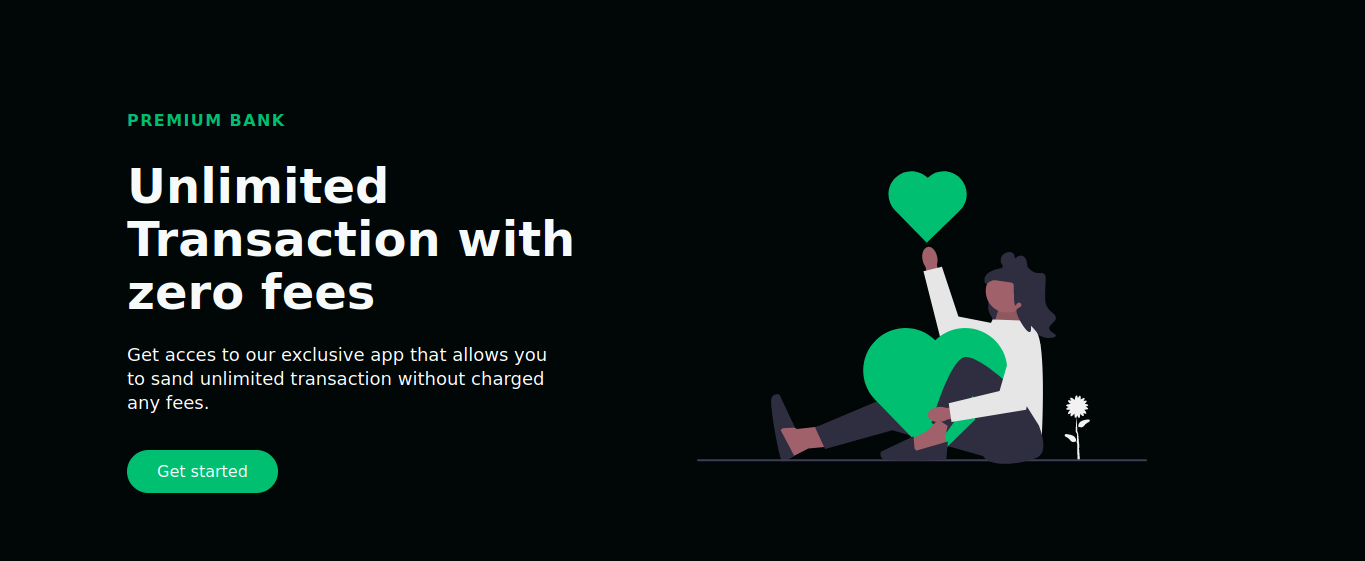 PREMIUM BANK
Unlimited
Transaction with
zero fees
Get acces to our exclusive app that allows you
to sand unlimited transaction without charged
any fees.
Get started